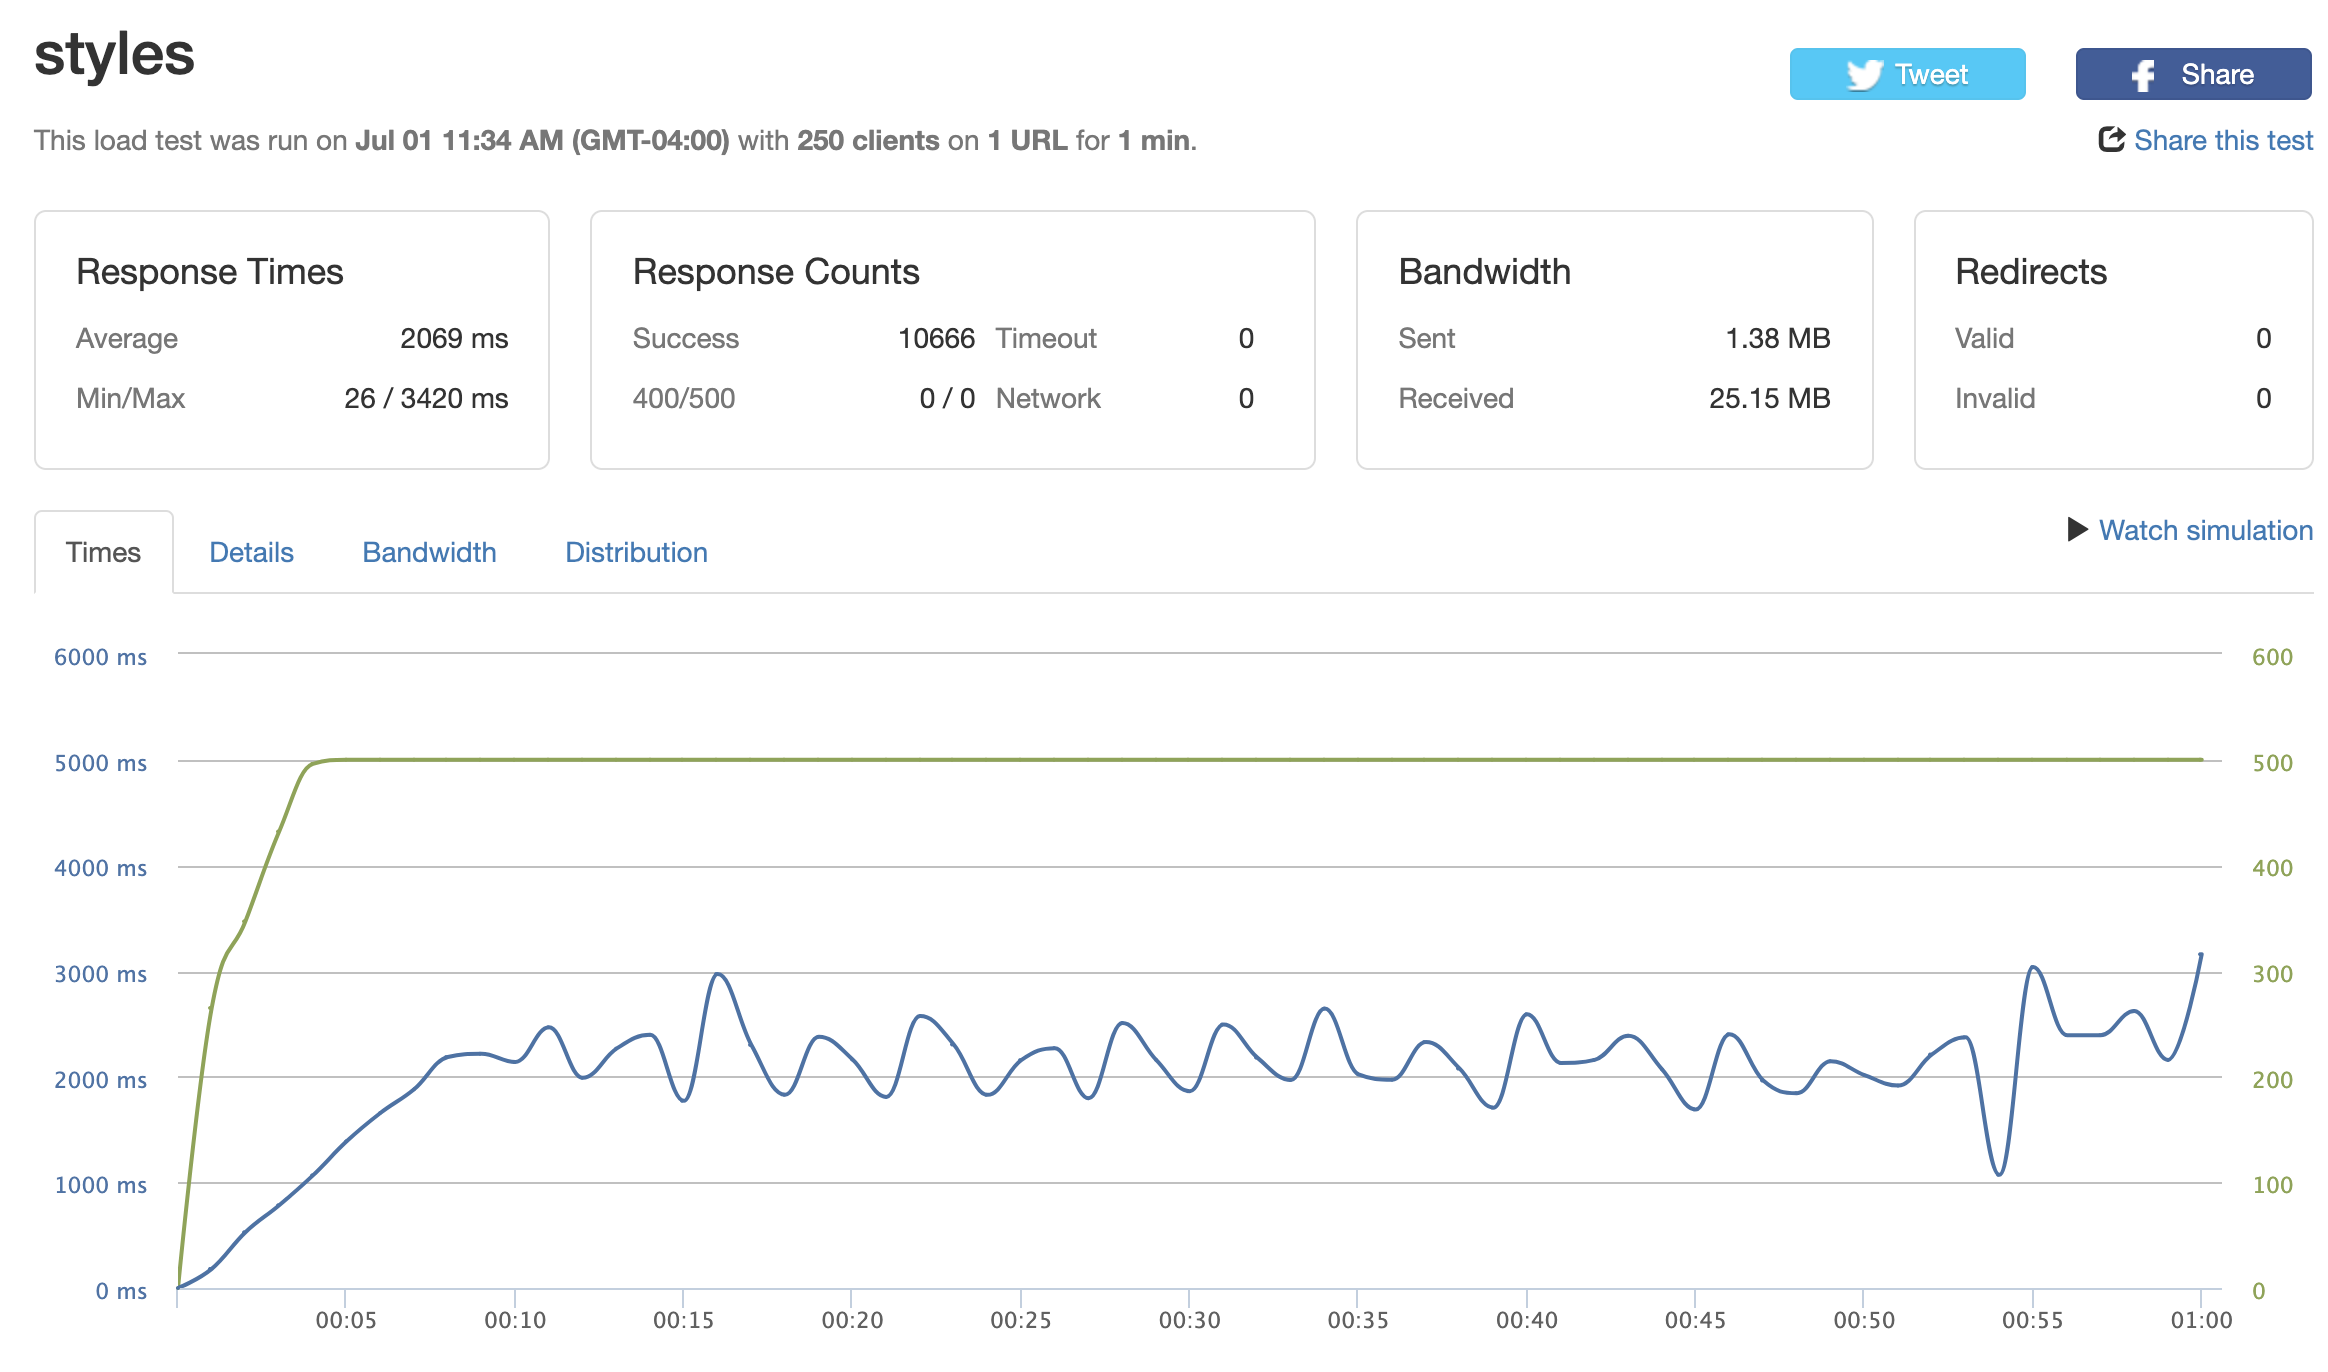 styles
Tweet
Share
This load test was run on Jul 01 11:34 AM (GMT-04:00) with 250 clients on 1 URL for 1 min.
Share this test
Response Times
Average 2069 ms
Min/Max 26 / 3420 ms
Response Counts
Success 10666 Timeout 0
400/500 0 / 0 Network 0
Bandwidth
Sent 1.38 MB
Received 25.15 MB
Redirects
Valid 0
Invalid 0
Times Details Bandwidth Distribution
Watch simulation
6000 ms 600
5000 ms 500
4000 ms 400
3000 ms 300
2000 ms 200
1000 ms 100
0 ms 0
00:05 00:10 00:15 00:20 00:25 00:30 00:35 00:40 00:45 00:50 00:55 01:00